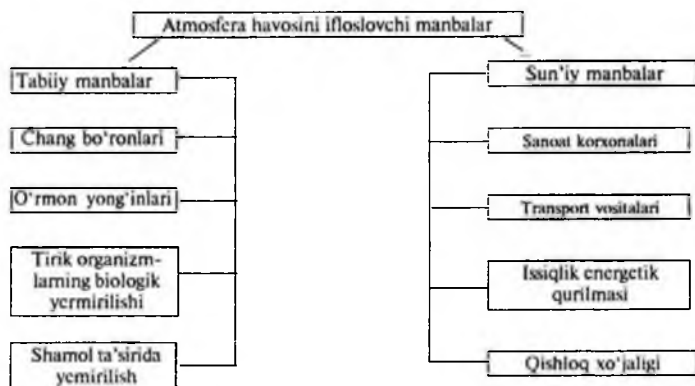 Atmosfera havosini ifloslovchi manbalar
Tabiiy manbalar
Chang bo‘ronlari
O‘rmon yong‘inlari
Tirik organizm-
larning biologik
yemirilishi
Shamol ta’sirida
yemirilish
Sun’iy manbalar
Sanoat korxonalari
Transport vositalari
Issiqlik energetik
qurilmasi
Qishloq xo‘jaligi